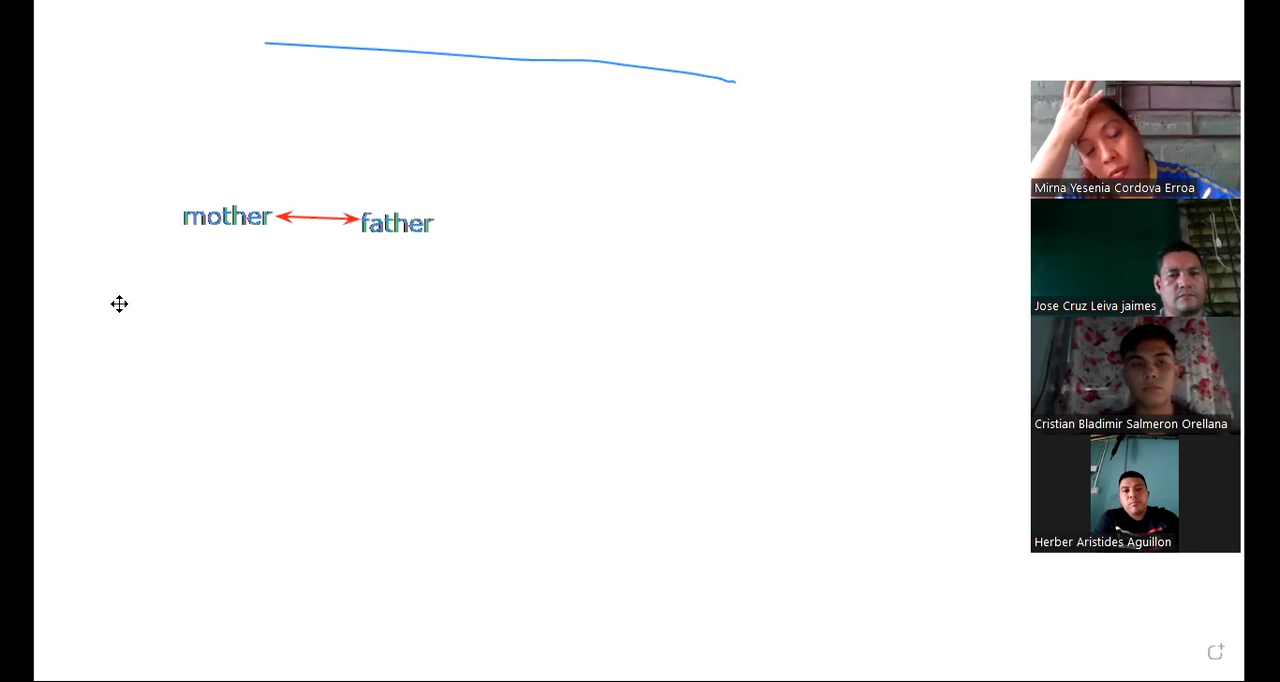 mother father
Mirna Yesenia Cordova Erroa
Jose Cruz Leiva jaimes
Cristian Bladimir Salmeron Orellana
Herber Aristides Aguillon